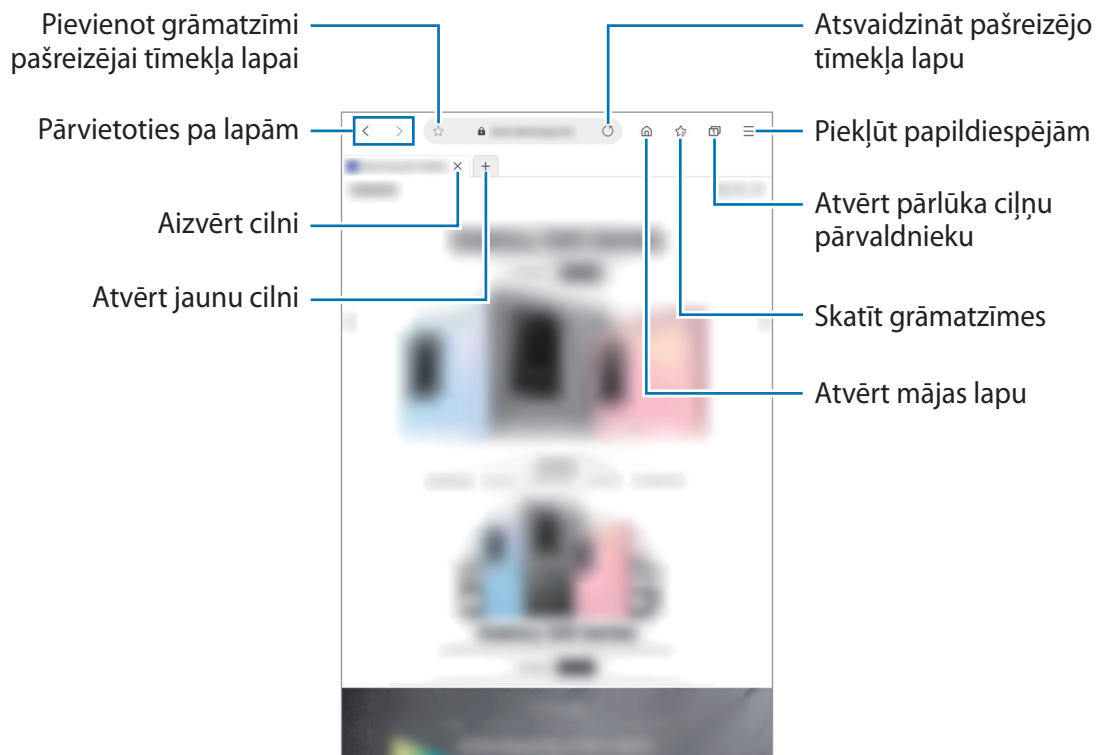 Pievienot grāmatzīmi
pašreizējai tīmekļa lapai
Pārvietoties pa lapām
Aizvērt cilni
Atvērt jaunu cilni
Atsvaidzināt pašreizējo
tīmekļa lapu
Piekļūt papildiespējām
Atvērt pārlūka ciļņu
pārvaldnieku
Skatīt grāmatzīmes
Atvērt mājas lapu